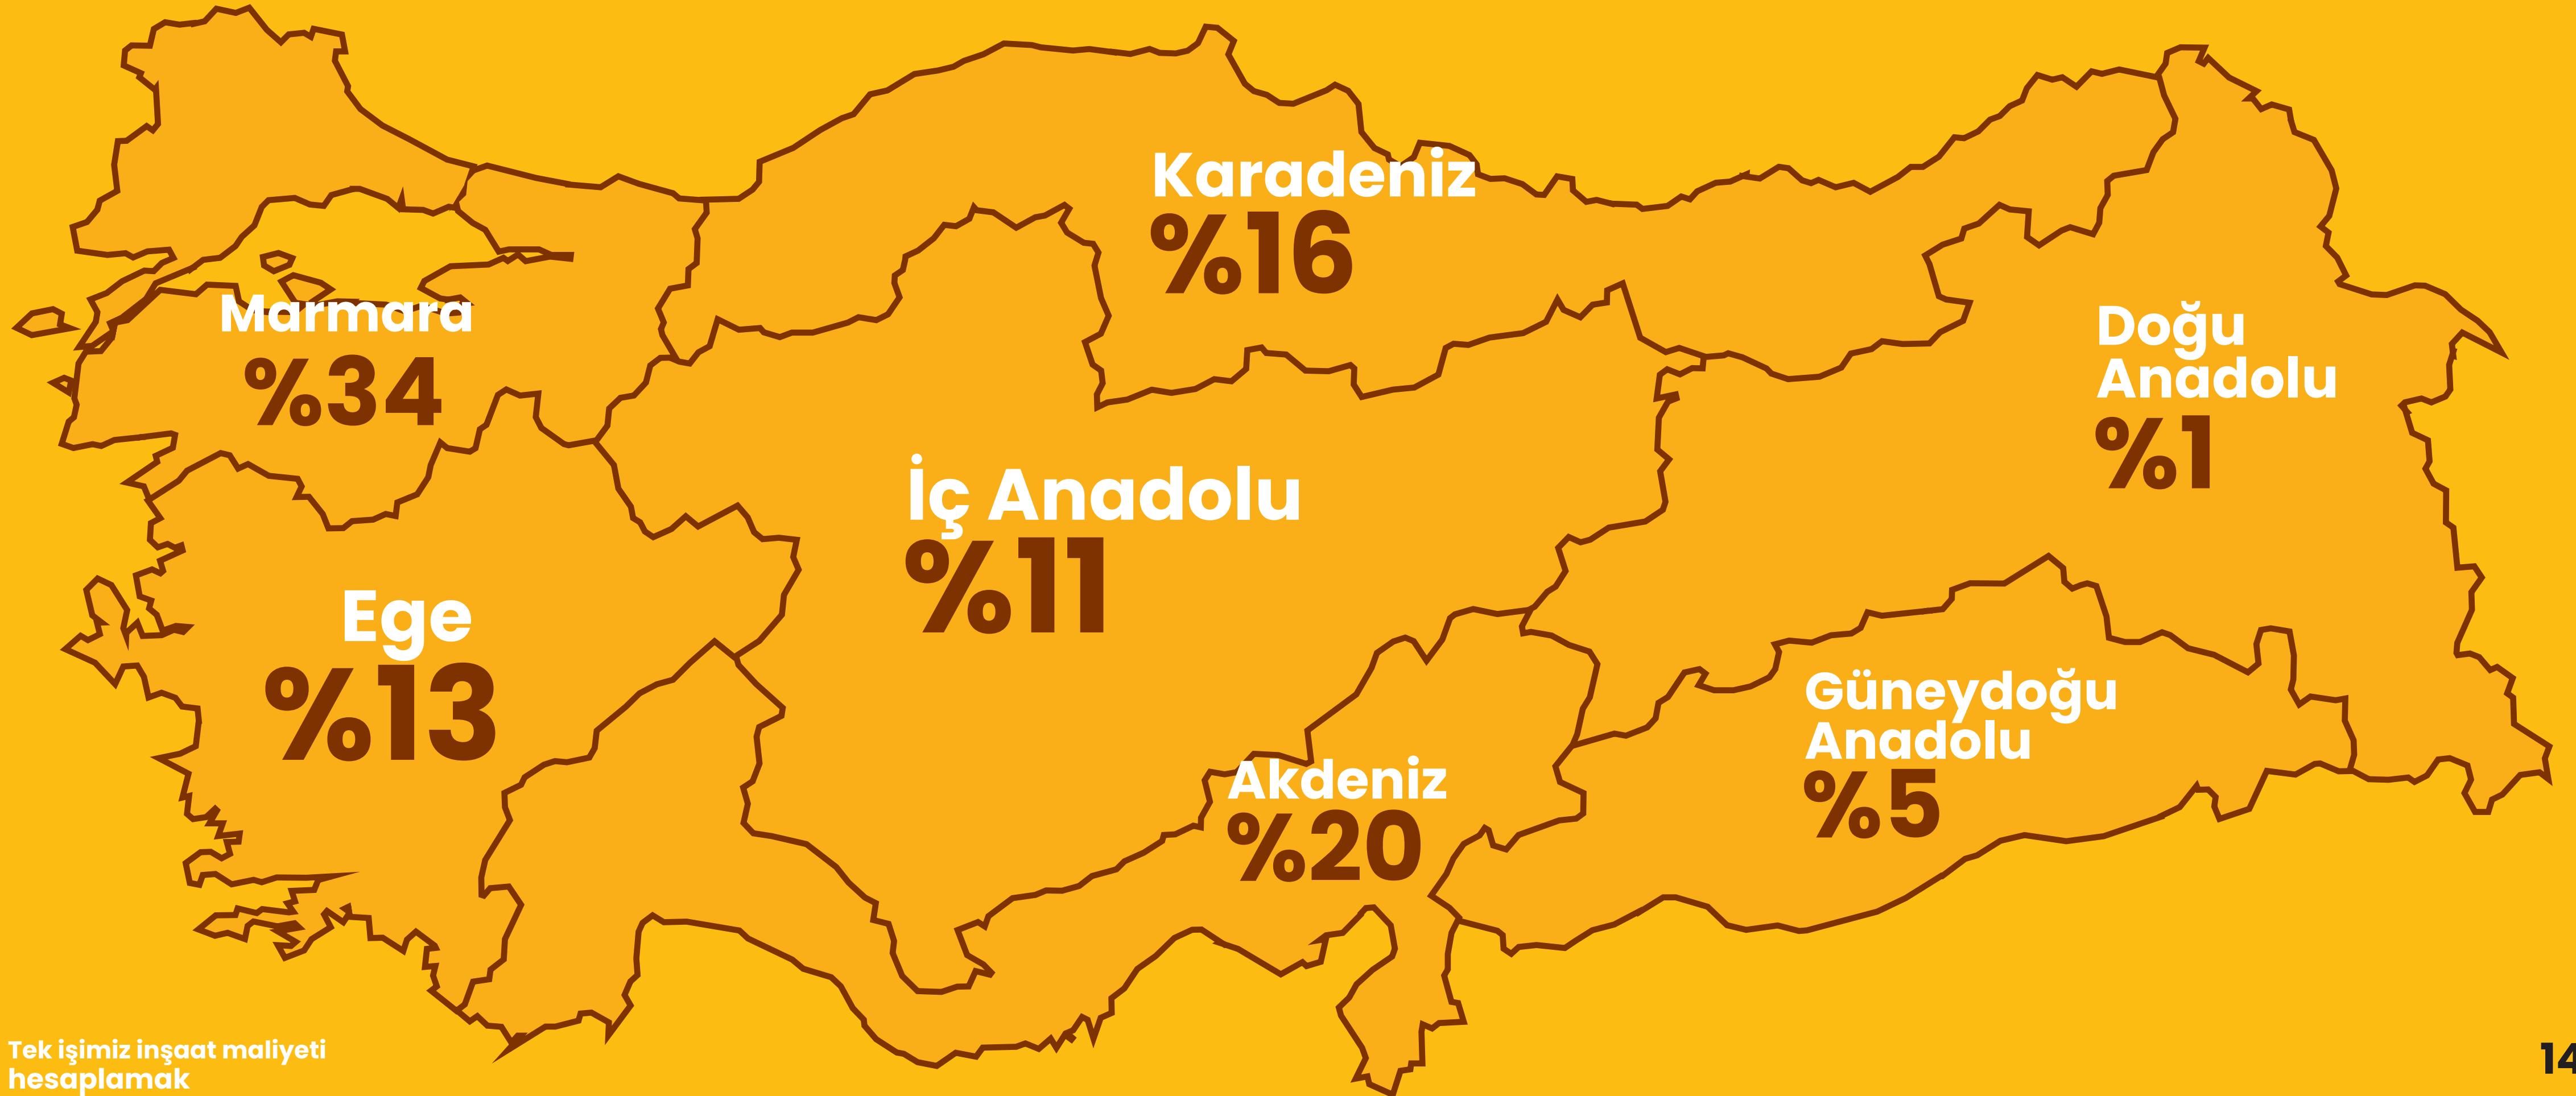 Karadeniz
%16
Marmara
%34
Doğu
Anadolu
%1
İç Anadolu
%11
Ege
%13
Güneydoğu
Anadolu
%5
Akdeniz
%20
Tek işimiz inşaat maliyeti
hesaplamak
14